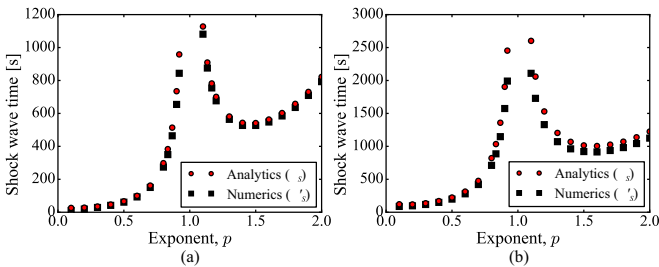 1200
1000
800
600
400
200
0
Shock wave time [s]
Analytics ( s)
Numerics ( ′s)
0.0 0.5 1.0 1.5 2.0
Exponent, p
(a)
3000
2500
2000
1500
1000
500
0
Shock wave time [s]
Analytics ( s)
Numerics ( ′s)
0.0 0.5 1.0 1.5 2.0
Exponent, p
(b)